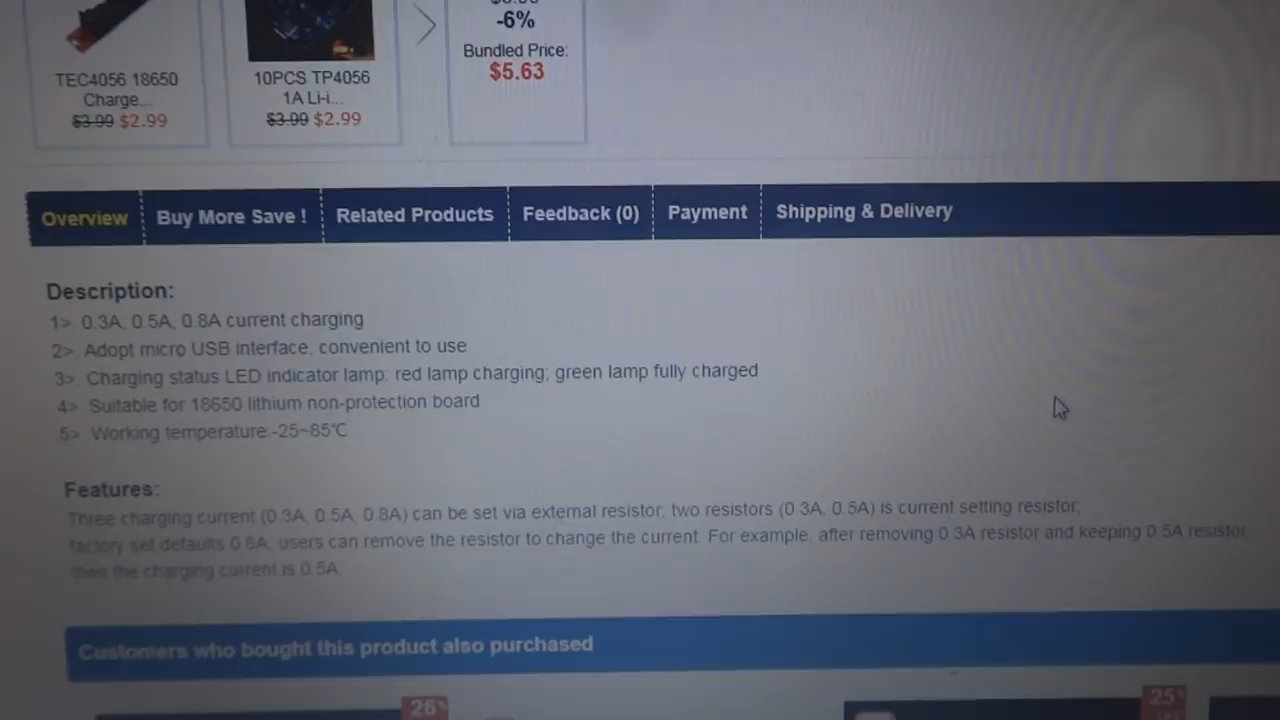 -6%
Bundled Price:
$5.63
TEC4056 18650
Charge...
$3.99 $2.99
10PCS TP4056
1A Li-i...
$3.99 $2.99
Overview
Buy More Save !
Related Products
Feedback (0)
Payment
Shipping & Delivery
Description:
1> 0.3A, 0.5A, 0.8A current charging
2> Adopt micro USB interface, convenient to use
3> Charging status LED indicator lamp: red lamp charging; green lamp fully charged
4> Suitable for 18650 lithium non-protection board
5> Working temperature:-25~85℃
Features:
Three charging current (0.3A, 0.5A, 0.8A) can be set via external resistor, two resistors (0.3A, 0.5A) is current setting resistor,
factory set defaults 0.8A, users can remove the resistor to change the current. For example, after removing 0.3A resistor and keeping 0.5A resistor
then the charging current is 0.5A
Customers who bought this product also purchased
26%
25%